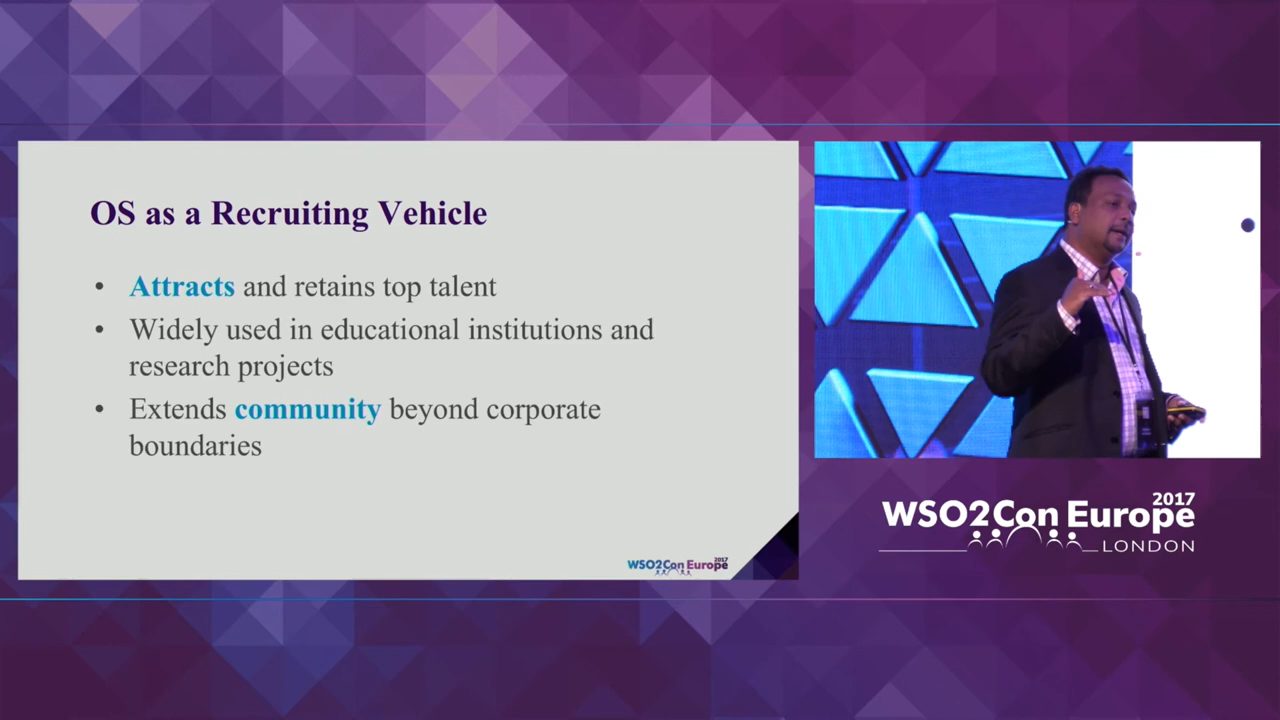 OS as a Recruiting Vehicle
• Attracts and retains top talent
• Widely used in educational institutions and
research projects
• Extends community beyond corporate
boundaries
WSO2Con Europe 2017
WSO2Con Europe 2017
LONDON